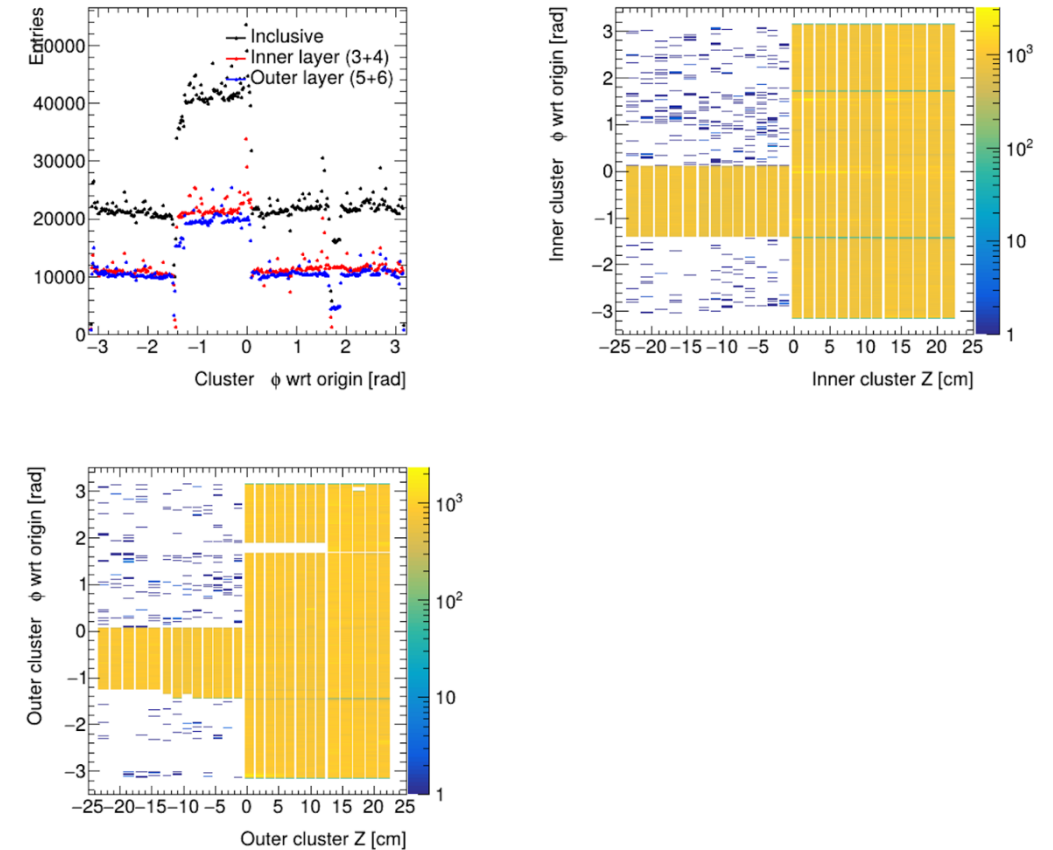 Entries
50000
40000
30000
20000
10000
0
Inclusive
Inner layer (3+4)
Outer layer (5+6)
−3 −2 −1 0 1 2 3
Cluster ϕ wrt origin [rad]
Inner cluster ϕ wrt origin [rad]
3
2
1
0
−1
−2
−3
−25 −20 −15 −10 −5 0 5 10 15 20 25
Inner cluster Z [cm]
10³
10²
10
1
Outer cluster ϕ wrt origin [rad]
3
2
1
0
−1
−2
−3
−25 −20 −15 −10 −5 0 5 10 15 20 25
Outer cluster Z [cm]
10³
10²
10
1